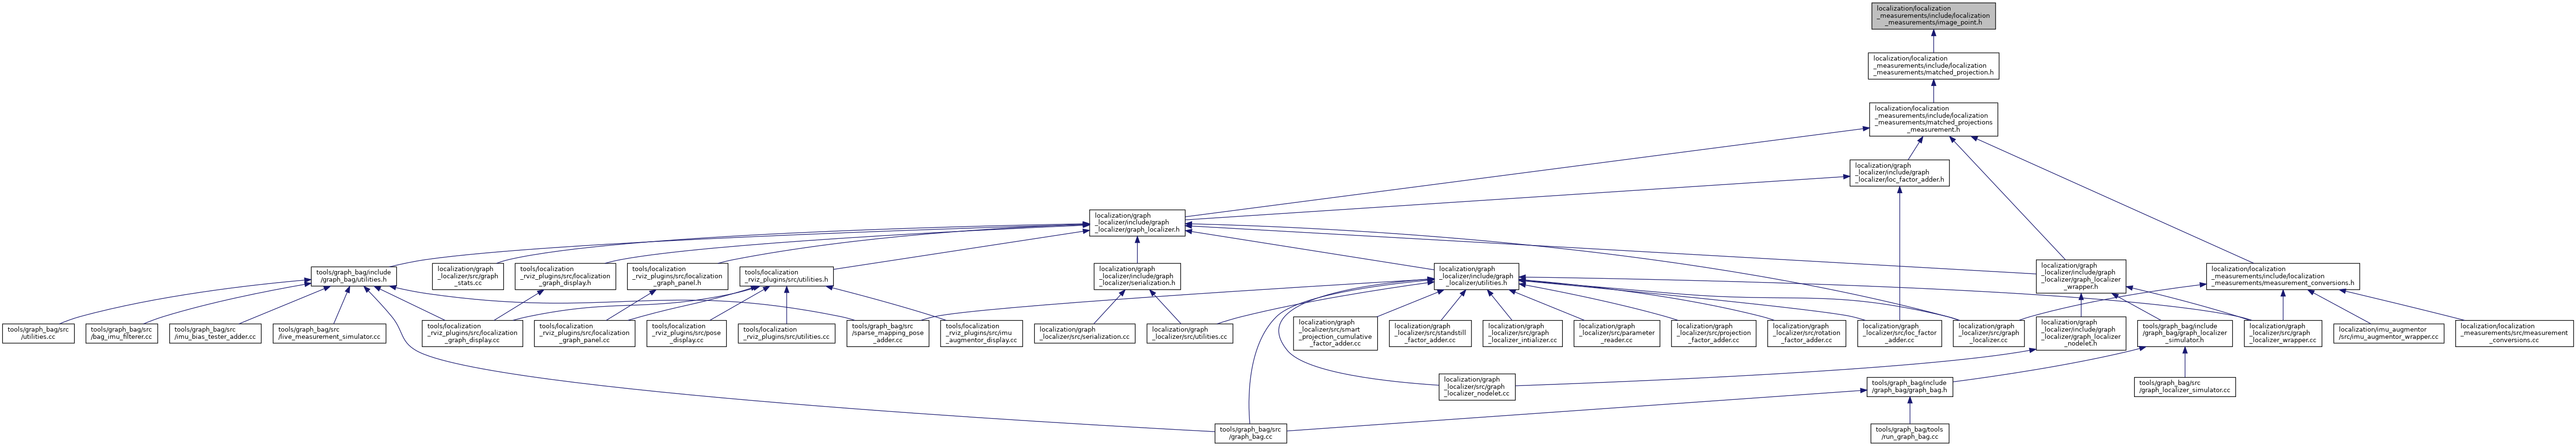 localization/localization
_measurements/include/localization
_measurements/image_point.h
localization/localization
_measurements/include/localization
_measurements/matched_projection.h
localization/localization
_measurements/include/localization
_measurements/matched_projections
_measurement.h
localization/graph
_localizer/include/graph
_localizer/loc_factor_adder.h
localization/graph
_localizer/include/graph
_localizer/graph_localizer.h
tools/graph_bag/include
/graph_bag/utilities.h
localization/graph
_localizer/src/graph
_stats.cc
tools/localization
_rviz_plugins/src/localization
_graph_display.h
tools/localization
_rviz_plugins/src/localization
_graph_panel.h
tools/localization
_rviz_plugins/src/utilities.h
localization/graph
_localizer/include/graph
_localizer/serialization.h
localization/graph
_localizer/include/graph
_localizer/utilities.h
localization/graph
_localizer/include/graph
_localizer/graph_localizer
_wrapper.h
localization/localization
_measurements/include/localization
_measurements/measurement_conversions.h
tools/graph_bag/src
/utilities.cc
tools/graph_bag/src
/bag_imu_filterer.cc
tools/graph_bag/src
/imu_bias_tester_adder.cc
tools/graph_bag/src
/live_measurement_simulator.cc
tools/localization
_rviz_plugins/src/localization
_graph_display.cc
tools/localization
_rviz_plugins/src/localization
_graph_panel.cc
tools/localization
_rviz_plugins/src/pose
_display.cc
tools/localization
_rviz_plugins/src/utilities.cc
tools/graph_bag/src
/sparse_mapping_pose
_adder.cc
tools/localization
_rviz_plugins/src/imu
_augmentor_display.cc
localization/graph
_localizer/src/serialization.cc
localization/graph
_localizer/src/utilities.cc
localization/graph
_localizer/src/smart
_projection_cumulative
_factor_adder.cc
localization/graph
_localizer/src/standstill
_factor_adder.cc
localization/graph
_localizer/src/graph
_localizer_intializer.cc
localization/graph
_localizer/src/parameter
_reader.cc
localization/graph
_localizer/src/projection
_factor_adder.cc
localization/graph
_localizer/src/rotation
_factor_adder.cc
localization/graph
_localizer/src/loc_factor
_adder.cc
localization/graph
_localizer/src/graph
_localizer.cc
localization/graph
_localizer/include/graph
_localizer/graph_localizer
_nodelet.h
tools/graph_bag/include
/graph_bag/graph_localizer
_simulator.h
localization/graph
_localizer/src/graph
_localizer_wrapper.cc
localization/imu_augmentor
/src/imu_augmentor_wrapper.cc
localization/localization
_measurements/src/measurement
_conversions.cc
localization/graph
_localizer/src/graph
_localizer_nodelet.cc
tools/graph_bag/include
/graph_bag/graph_bag.h
tools/graph_bag/src
/graph_localizer_simulator.cc
tools/graph_bag/src
/graph_bag.cc
tools/graph_bag/tools
/run_graph_bag.cc